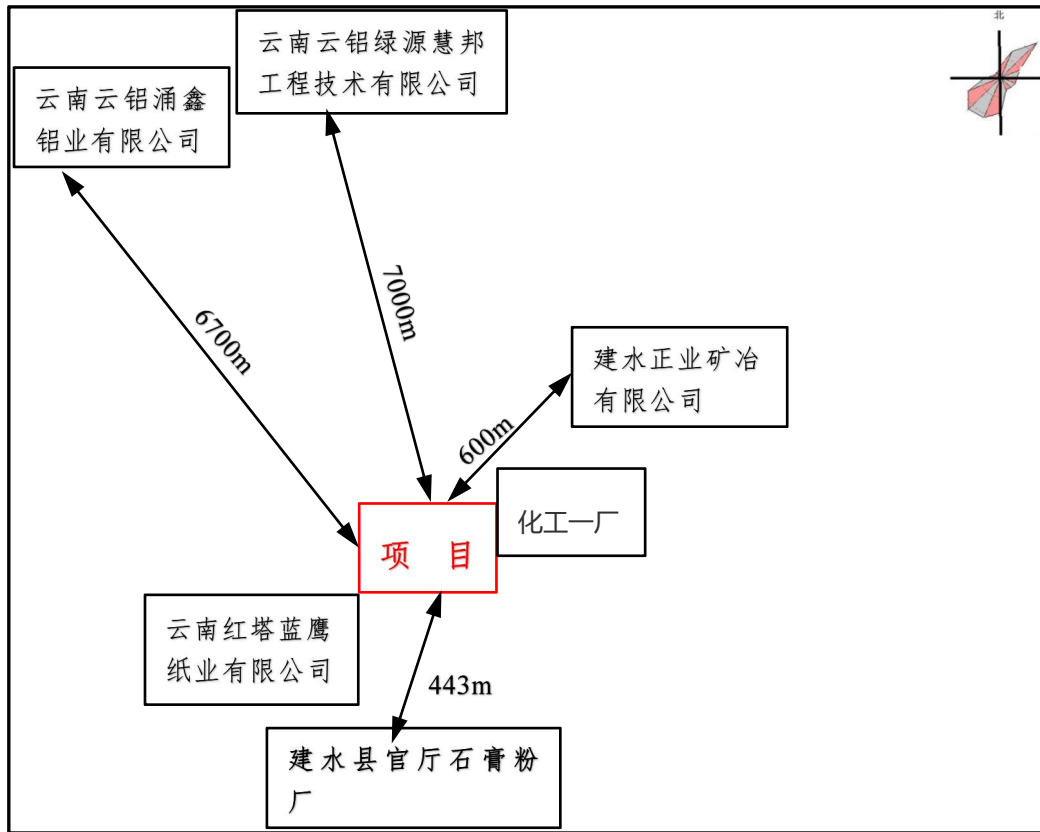 北
云南云铝绿源慧邦
工程技术有限公司
云南云铝涌鑫
铝业有限公司
7000m
6700m
建水正业矿冶
有限公司
600m
化工一厂
项 目
云南红塔蓝鹰
纸业有限公司
443m
建水县官厅石膏粉
厂